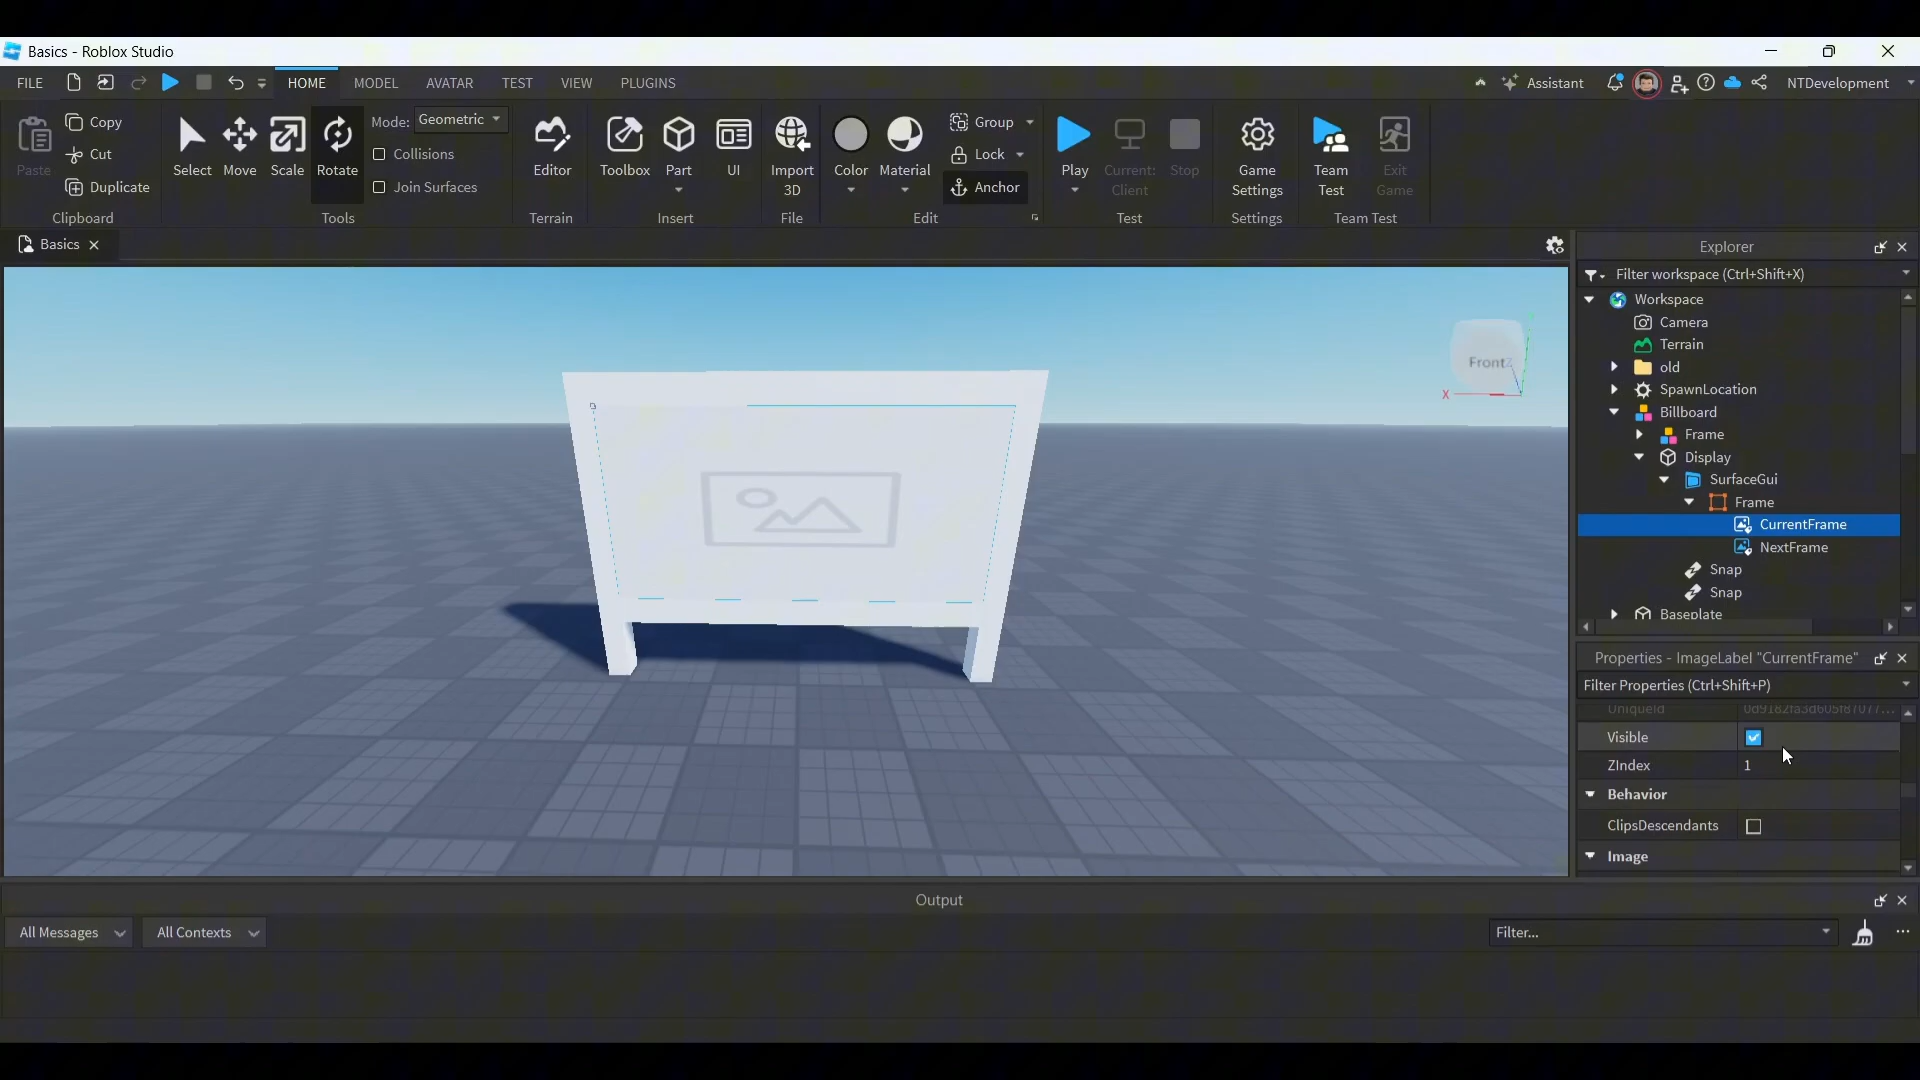 Basics - Roblox Studio
FILE HOME MODEL AVATAR TEST VIEW PLUGINS Assistant NTDevelopment
Paste Copy Cut Duplicate
Clipboard
Select Move Scale Rotate
Mode: Geometric
Collisions
Join Surfaces
Tools
Editor
Terrain
Toolbox Part UI
Insert
Import
3D
File
Color Material
Group
Lock
Anchor
Edit
Play
Current:
Client
Stop
Test
Game
Settings
Settings
Team
Test
Exit
Game
Team Test
Basics
Front
X
Z
Explorer
Filter workspace (Ctrl+Shift+X)
Workspace
Camera
Terrain
old
SpawnLocation
Billboard
Frame
Display
SurfaceGui
Frame
CurrentFrame
NextFrame
Snap
Snap
Baseplate
Properties - ImageLabel "CurrentFrame"
Filter Properties (Ctrl+Shift+P)
UniqueId
Visible
ZIndex 1
Behavior
ClipsDescendants
Image
Output
All Messages All Contexts Filter...